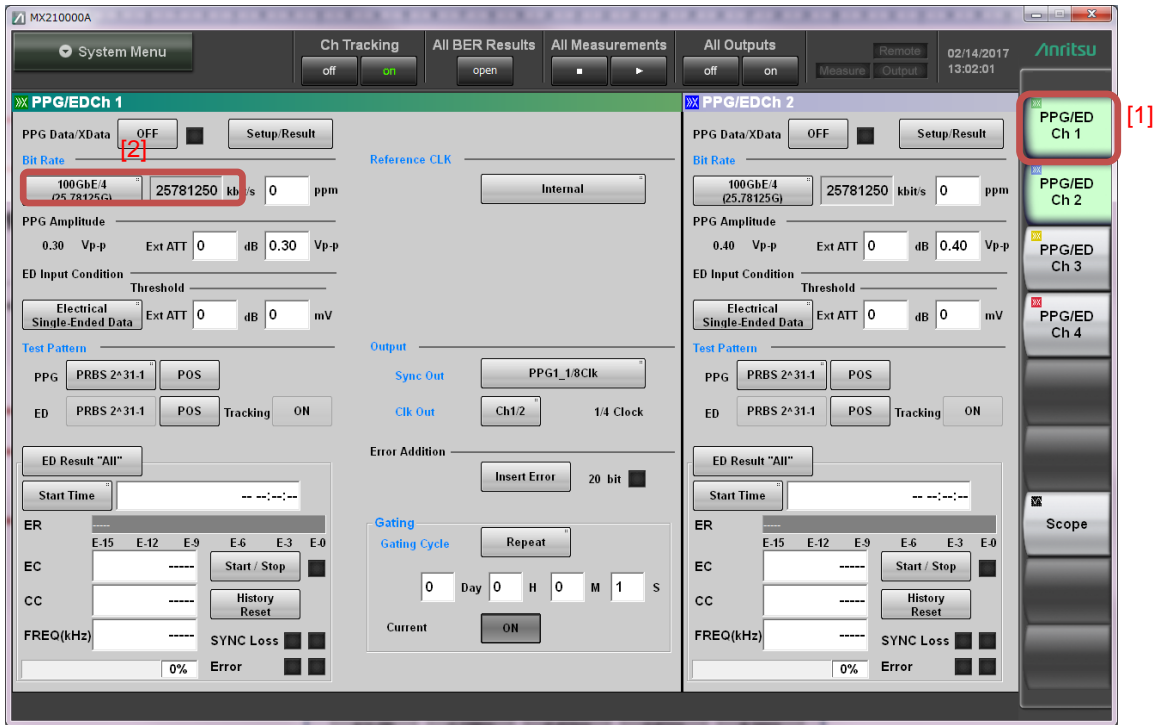 MX210000A
System Menu
Ch Tracking
off on
All BER Results
open
All Measurements
All Outputs
off on
Remote
Measure Output
02/14/2017
13:02:01
Anritsu
PPG/EDCh 1
PPG Data/XData OFF Setup/Result
[2]
Bit Rate
100GbE/4
(25.78125G)
25781250 kbit/s 0 ppm
PPG Amplitude
0.30 Vp-p Ext ATT 0 dB 0.30 Vp-p
ED Input Condition
Threshold
Electrical
Single-Ended Data
Ext ATT 0 dB 0 mV
Test Pattern
PPG PRBS 2^31-1 POS
ED PRBS 2^31-1 POS Tracking ON
ED Result "All"
Start Time -- --:--:--
ER -----
E-15 E-12 E-9 E-6 E-3 E-0
EC ----- Start / Stop
CC ----- History
Reset
FREQ(kHz) ----- SYNC Loss
0% Error
Reference CLK
Internal
Output
Sync Out PPG1_1/8Clk
Clk Out Ch1/2 1/4 Clock
Error Addition
Insert Error 20 bit
Gating
Gating Cycle Repeat
0 Day 0 H 0 M 1 S
Current ON
PPG/EDCh 2
PPG Data/XData OFF Setup/Result
Bit Rate
100GbE/4
(25.78125G)
25781250 kbit/s 0 ppm
PPG Amplitude
0.40 Vp-p Ext ATT 0 dB 0.40 Vp-p
ED Input Condition
Threshold
Electrical
Single-Ended Data
Ext ATT 0 dB 0 mV
Test Pattern
PPG PRBS 2^31-1 POS
ED PRBS 2^31-1 POS Tracking ON
ED Result "All"
Start Time -- --:--:--
ER -----
E-15 E-12 E-9 E-6 E-3 E-0
EC ----- Start / Stop
CC ----- History
Reset
FREQ(kHz) ----- SYNC Loss
0% Error
PPG/ED
Ch 1
[1]
PPG/ED
Ch 2
PPG/ED
Ch 3
PPG/ED
Ch 4
Scope